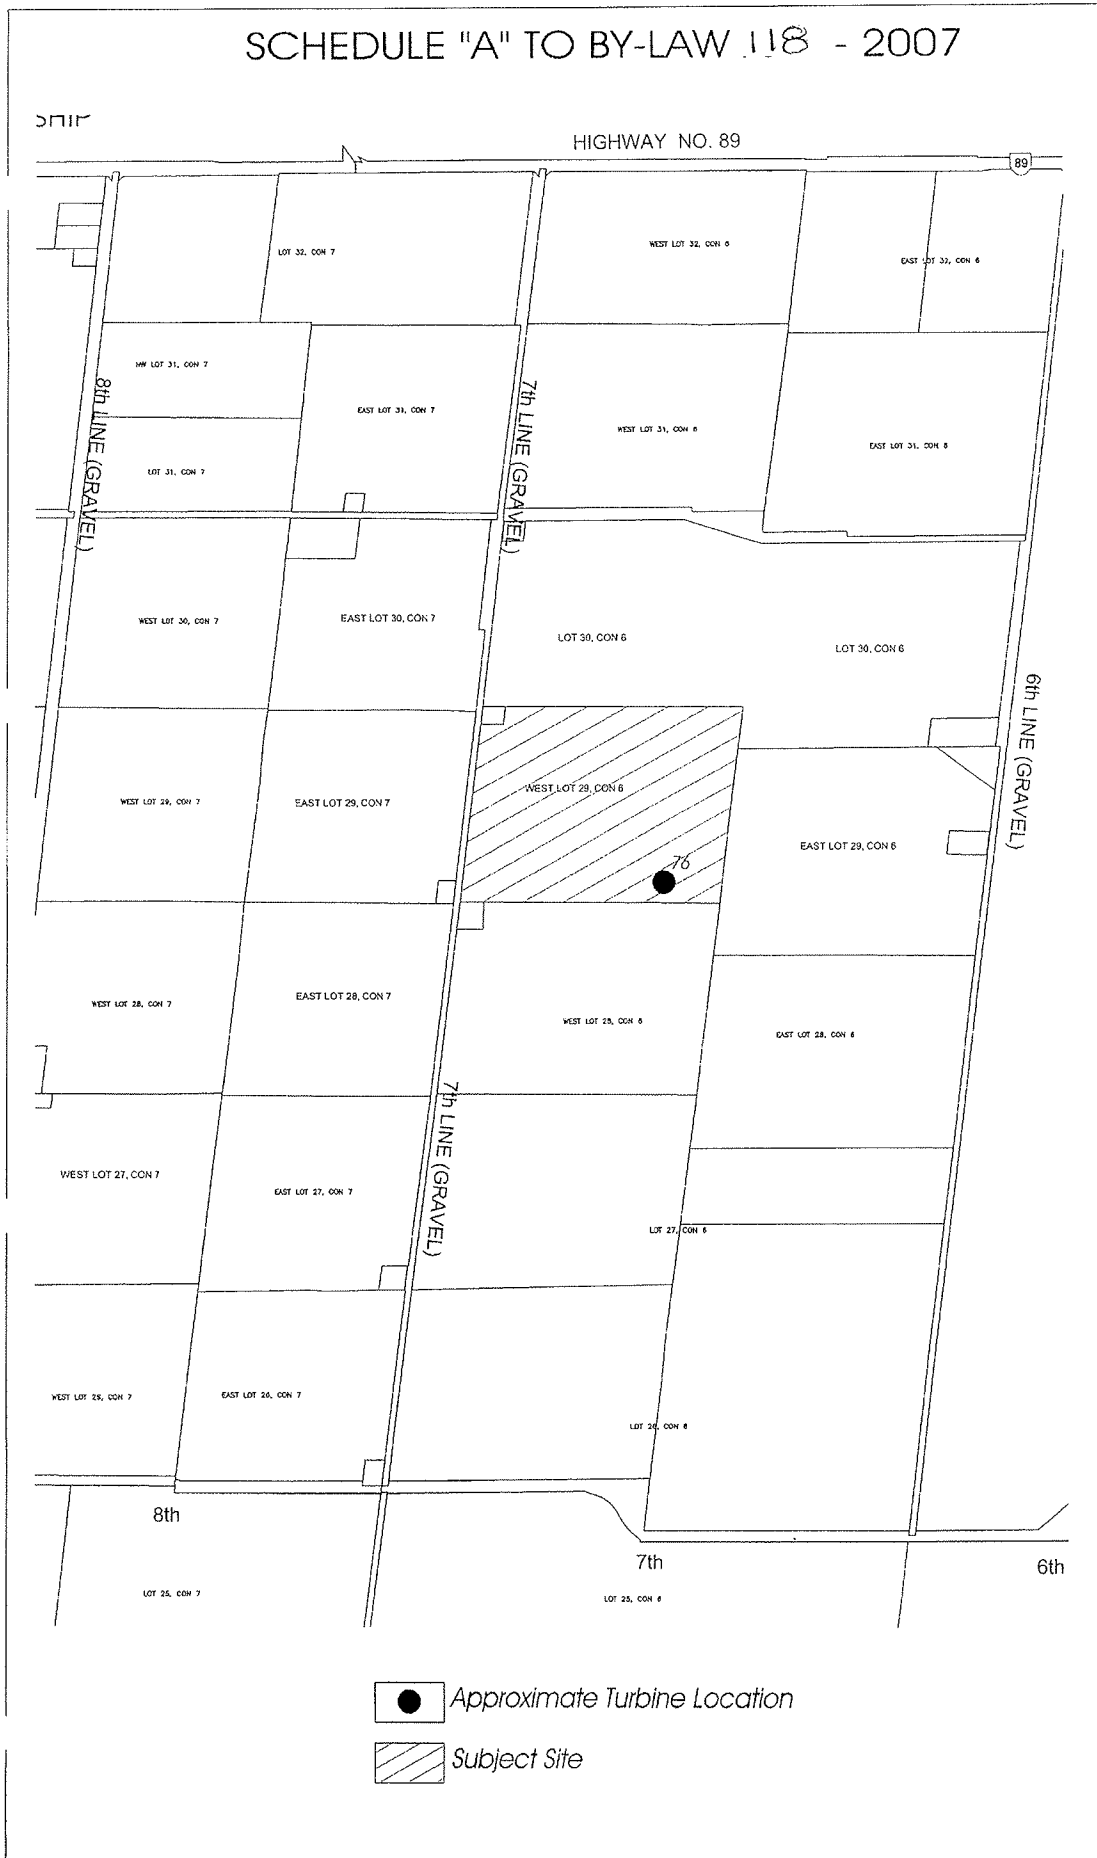 SCHEDULE "A" TO BY-LAW 118 - 2007
SHIP
HIGHWAY NO. 89
89
LOT 32, CON 7
WEST LOT 32, CON 6
EAST LOT 32, CON 6
NW LOT 31, CON 7
8th LINE (GRAVEL)
EAST LOT 31, CON 7
7th LINE (GRAVEL)
WEST LOT 31, CON 6
EAST LOT 31, CON 6
LOT 31, CON 7
WEST LOT 30, CON 7
EAST LOT 30, CON 7
LOT 30, CON 6
LOT 30, CON 6
6th LINE (GRAVEL)
WEST LOT 29, CON 7
EAST LOT 29, CON 7
WEST LOT 29, CON 6
EAST LOT 29, CON 6
76
WEST LOT 28, CON 7
EAST LOT 28, CON 7
WEST LOT 28, CON 6
EAST LOT 28, CON 6
7th LINE (GRAVEL)
WEST LOT 27, CON 7
EAST LOT 27, CON 7
LOT 27, CON 6
WEST LOT 26, CON 7
EAST LOT 26, CON 7
LOT 26, CON 6
8th
7th
6th
LOT 25, CON 7
LOT 25, CON 6
Approximate Turbine Location
Subject Site